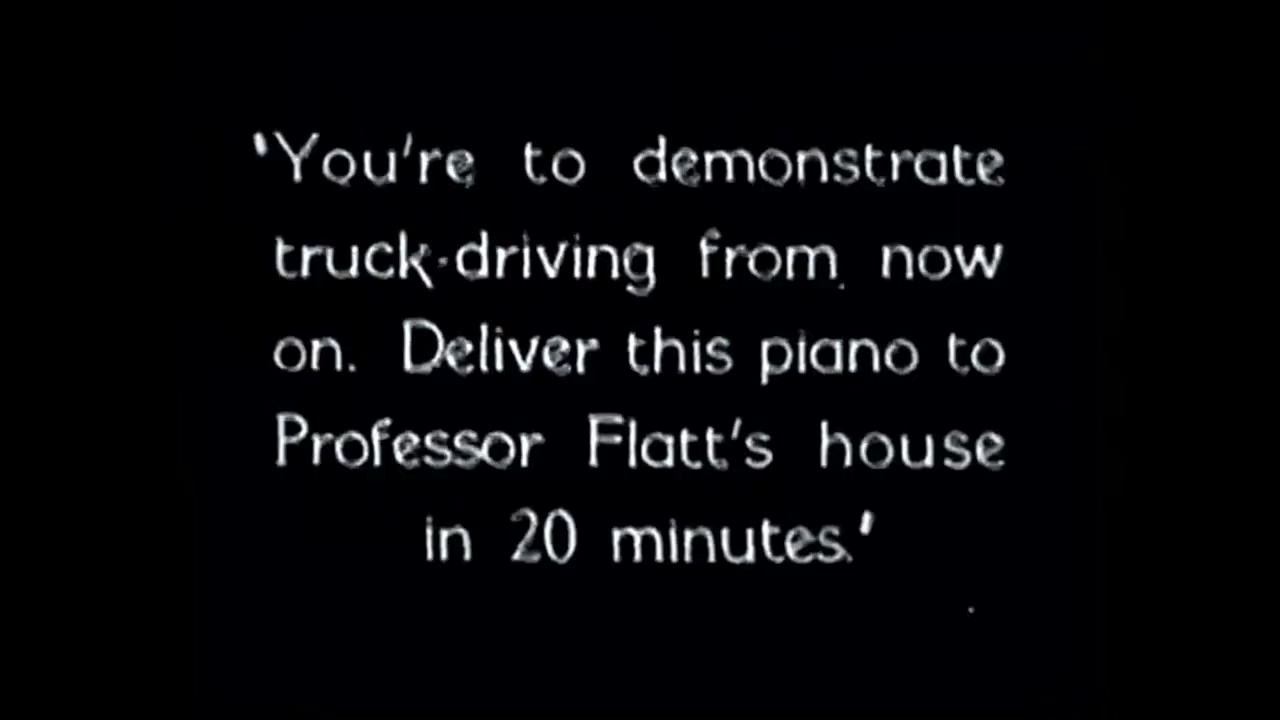 'You're to demonstrate
truck-driving from now
on. Deliver this piano to
Professor Flatt's house
in 20 minutes.'